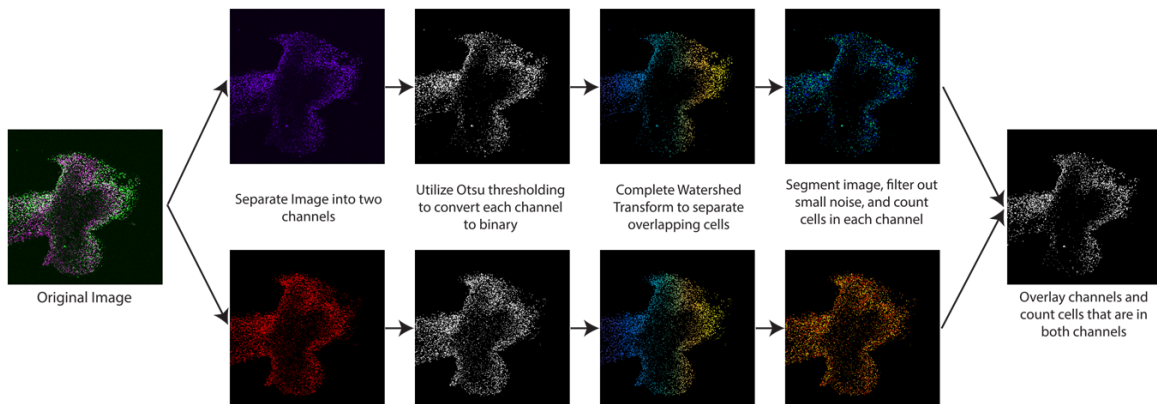 Original Image
Separate Image into two
channels
Utilize Otsu thresholding
to convert each channel
to binary
Complete Watershed
Transform to separate
overlapping cells
Segment image, filter out
small noise, and count
cells in each channel
Overlay channels and
count cells that are in
both channels